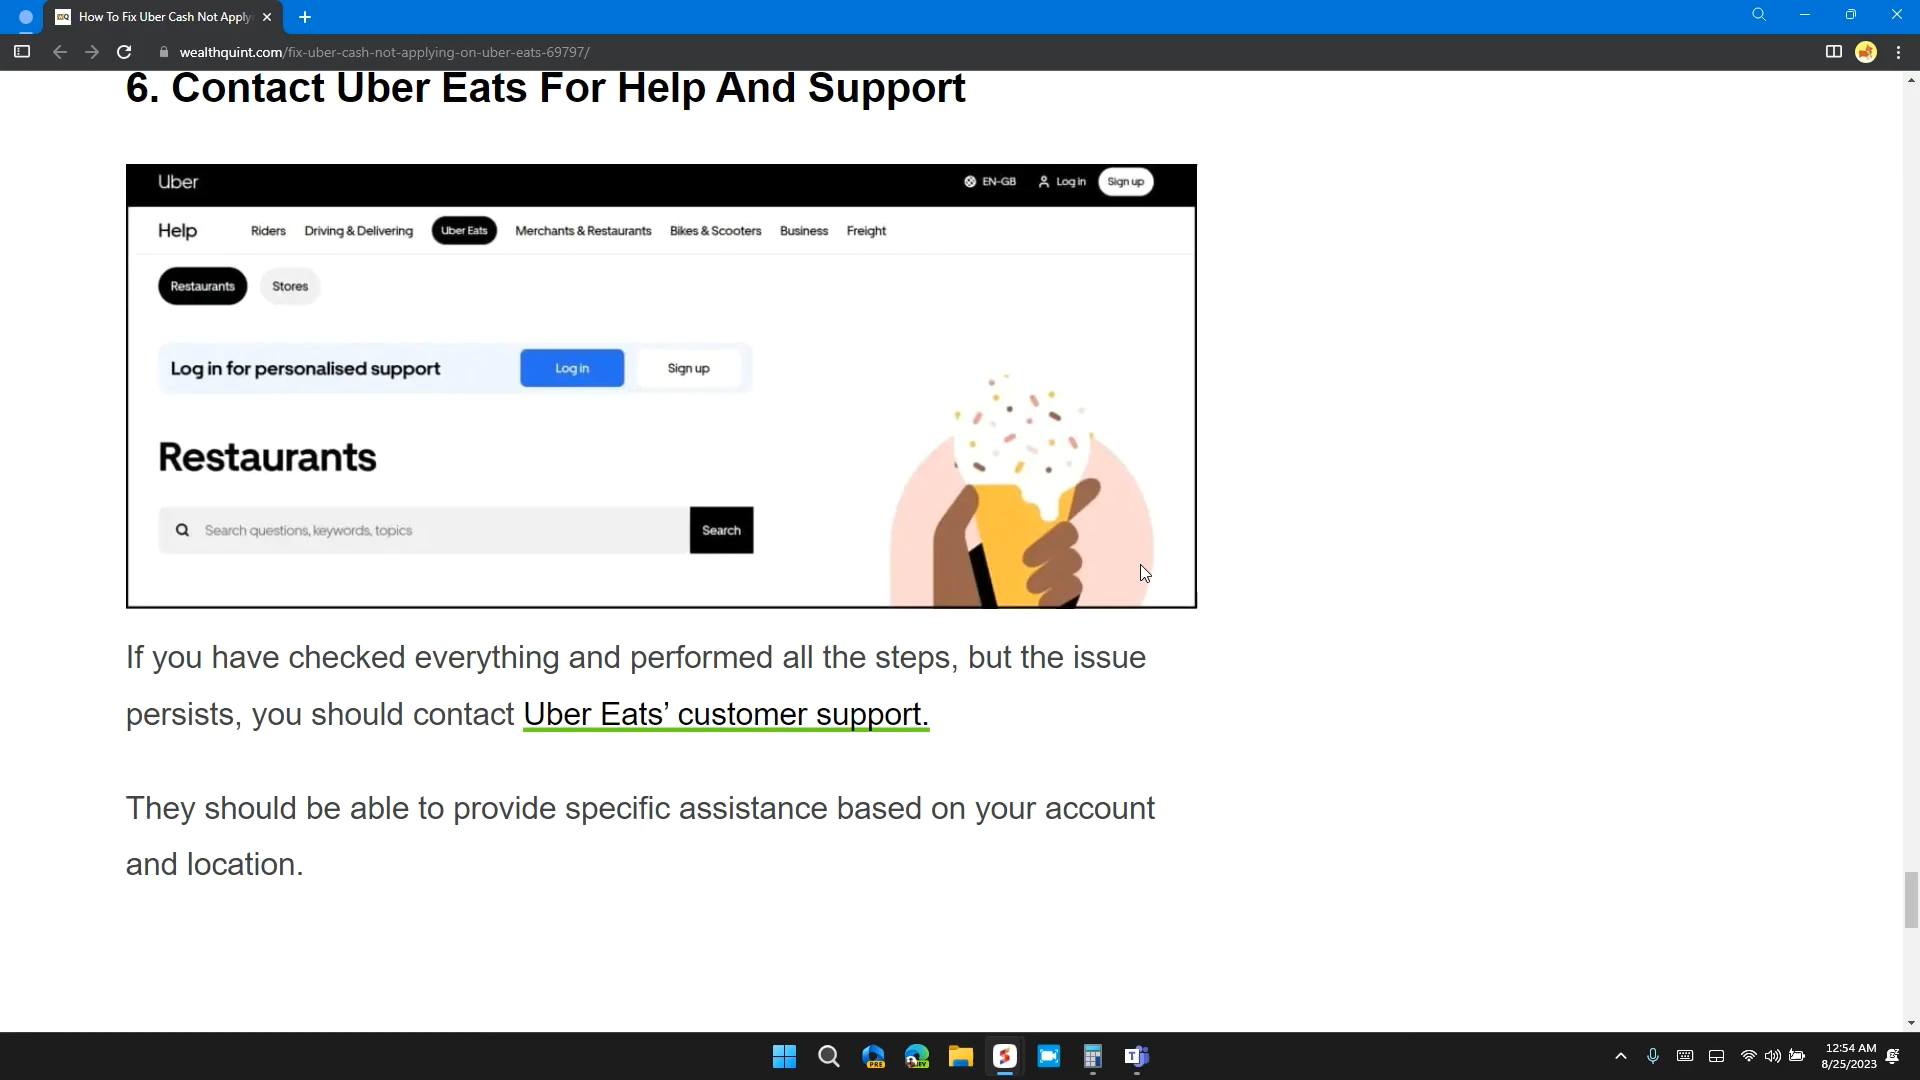 How To Fix Uber Cash Not Apply
wealthquint.com/fix-uber-cash-not-applying-on-uber-eats-69797/
6. Contact Uber Eats For Help And Support
Uber
EN-GB
Log in
Sign up
Help
Riders
Driving & Delivering
Uber Eats
Merchants & Restaurants
Bikes & Scooters
Business
Freight
Restaurants
Stores
Log in for personalised support
Log in
Sign up
Restaurants
Search questions, keywords, topics
Search
If you have checked everything and performed all the steps, but the issue
persists, you should contact Uber Eats’ customer support.
They should be able to provide specific assistance based on your account
and location.
PRE
12:54 AM
8/25/2023